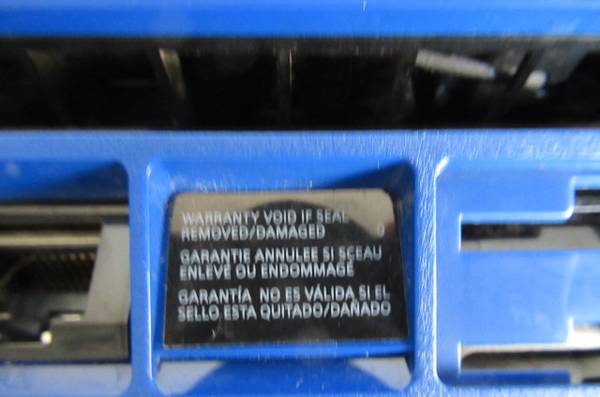 WARRANTY VOID IF SEAL
REMOVED/DAMAGED
GARANTIE ANNULEE SI SCEAU
ENLEVE OU ENDOMMAGE
GARANTÍA NO ES VÁLIDA SI EL
SELLO ESTA QUITADO/DAÑADO